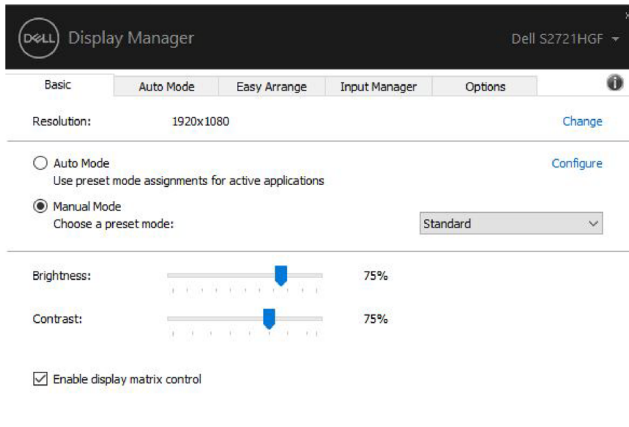 DELL Display Manager
Dell S2721HGF
Basic Auto Mode Easy Arrange Input Manager Options
Resolution: 1920x1080 Change
Auto Mode Configure
Use preset mode assignments for active applications
Manual Mode
Choose a preset mode: Standard
Brightness: 75%
Contrast: 75%
Enable display matrix control